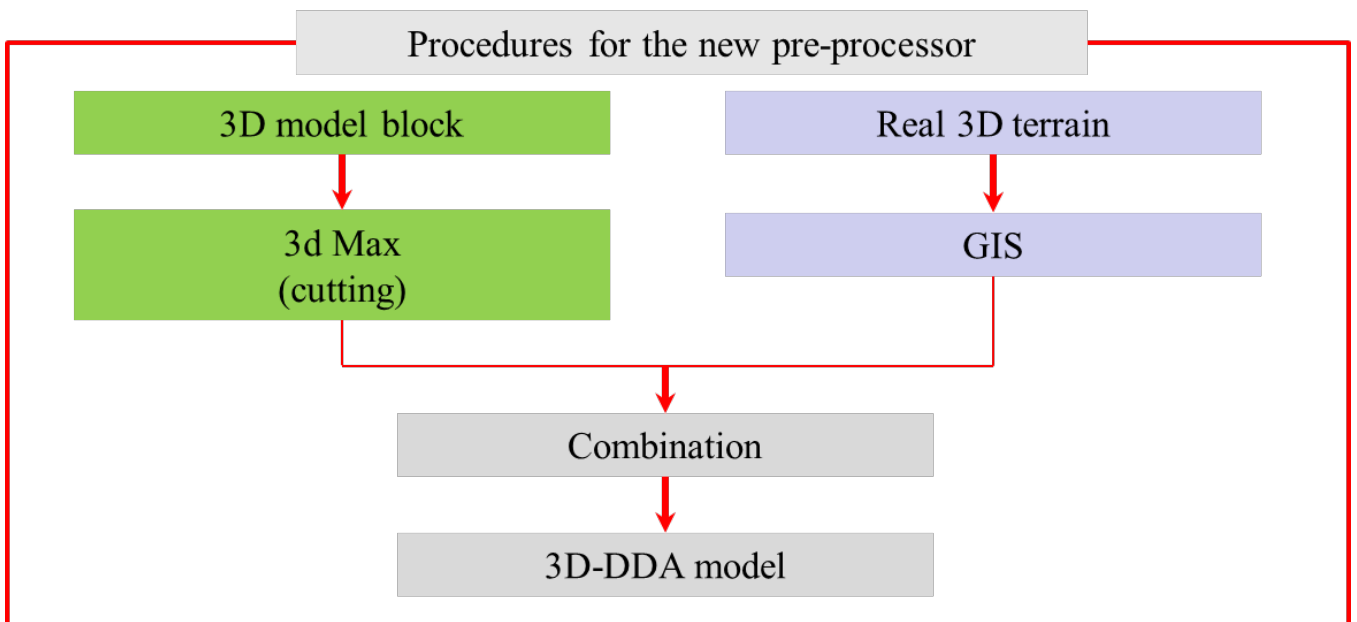 Procedures for the new pre-processor
3D model block
Real 3D terrain
3d Max
(cutting)
GIS
Combination
3D-DDA model